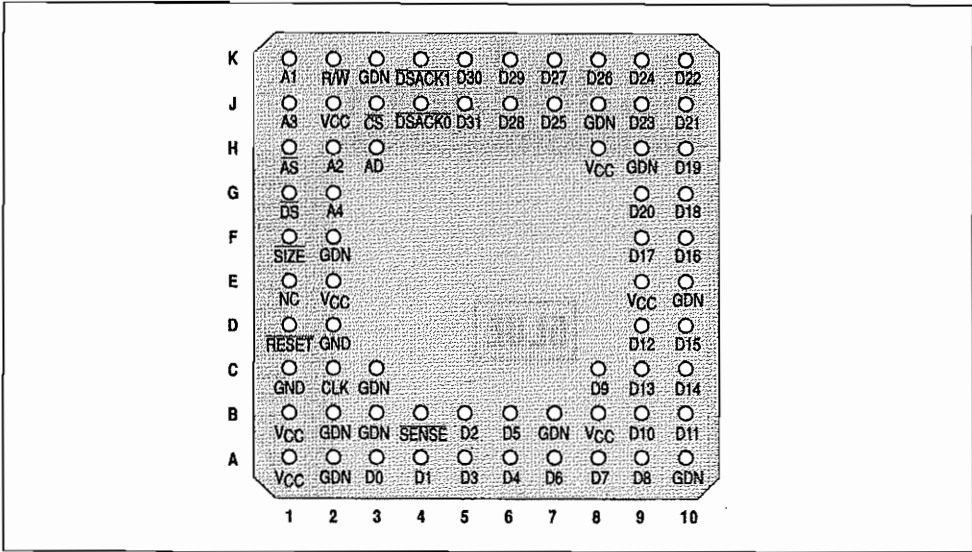 K
A1 R/W GDN DSACK1 D30 D29 D27 D26 D24 D22
J
A3 VCC CS DSACK0 D31 D28 D25 GDN D23 D21
H
AS A2 AD VCC GDN D19
G
DS A4 D20 D18
F
SIZE GDN D17 D16
E
NC VCC VCC GDN
D
RESET GND D12 D15
C
GND CLK GDN D9 D13 D14
B
VCC GDN GDN SENSE D2 D5 GDN VCC D10 D11
A
VCC GDN D0 D1 D3 D4 D6 D7 D8 GDN
1 2 3 4 5 6 7 8 9 10